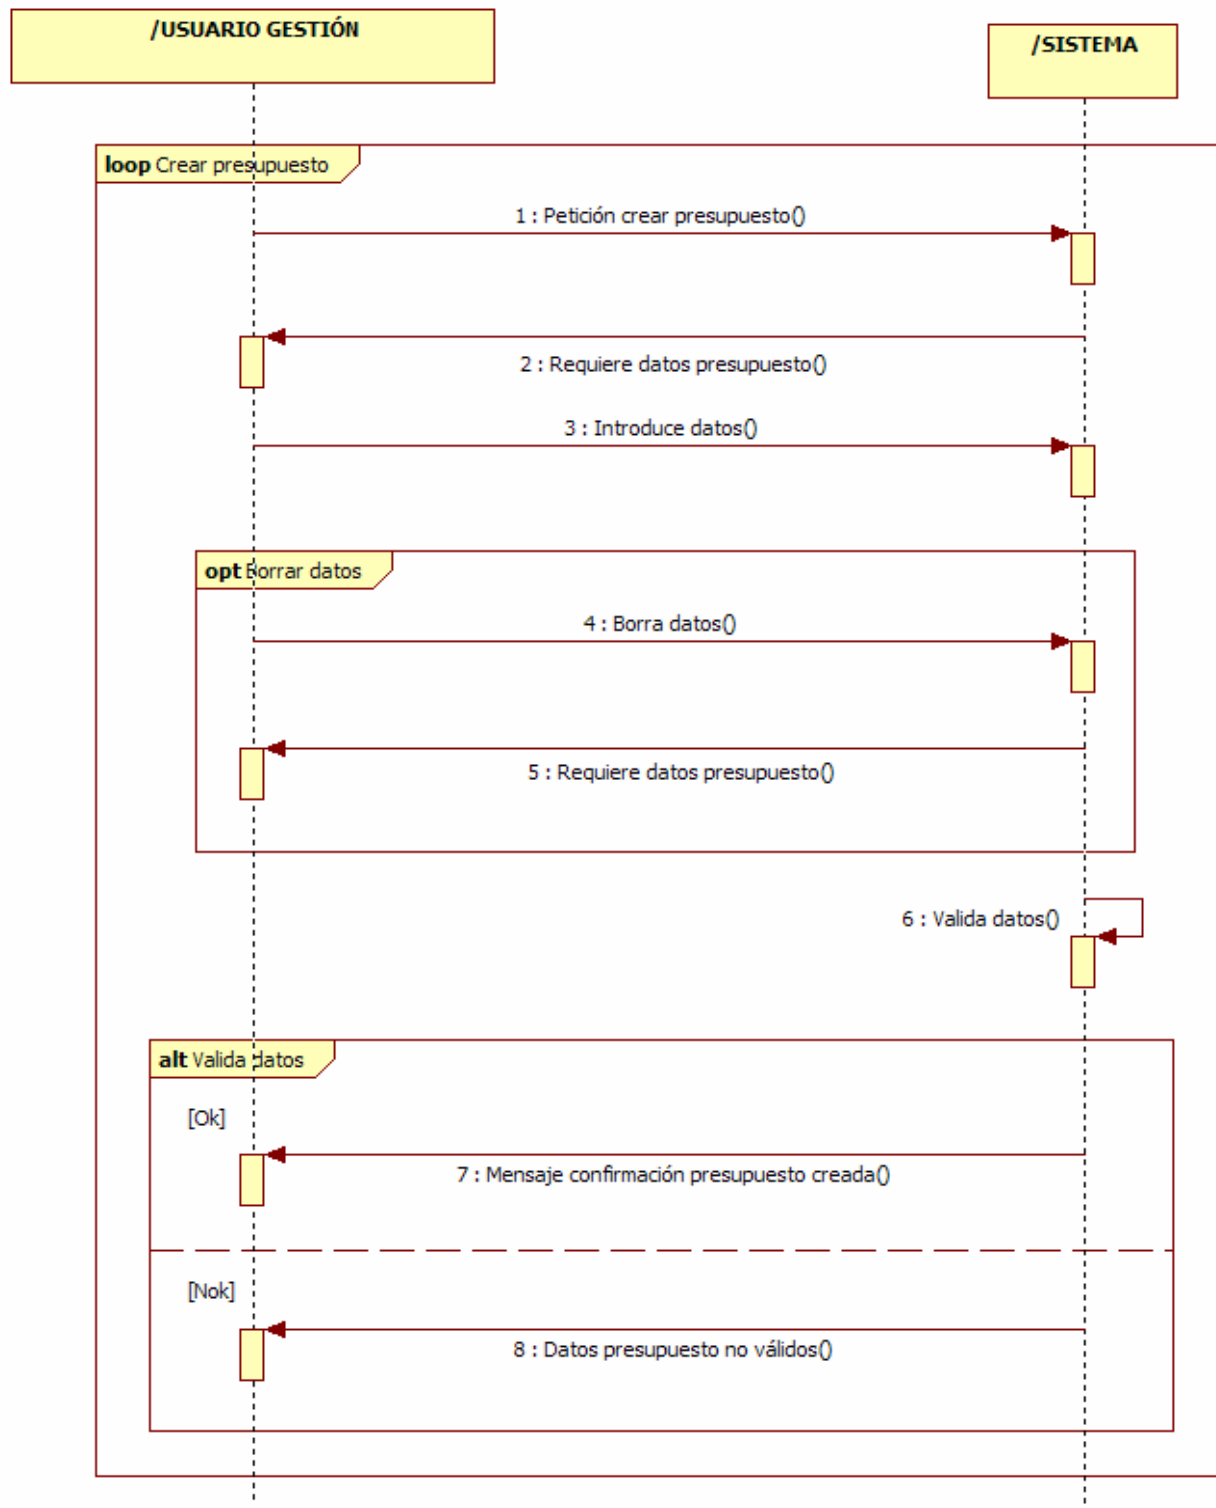 /USUARIO GESTIÓN
/SISTEMA
loop Crear presupuesto
1 : Petición crear presupuesto()
2 : Requiere datos presupuesto()
3 : Introduce datos()
opt Borrar datos
4 : Borra datos()
5 : Requiere datos presupuesto()
6 : Valida datos()
alt Valida datos
[Ok]
7 : Mensaje confirmación presupuesto creada()
[Nok]
8 : Datos presupuesto no válidos()